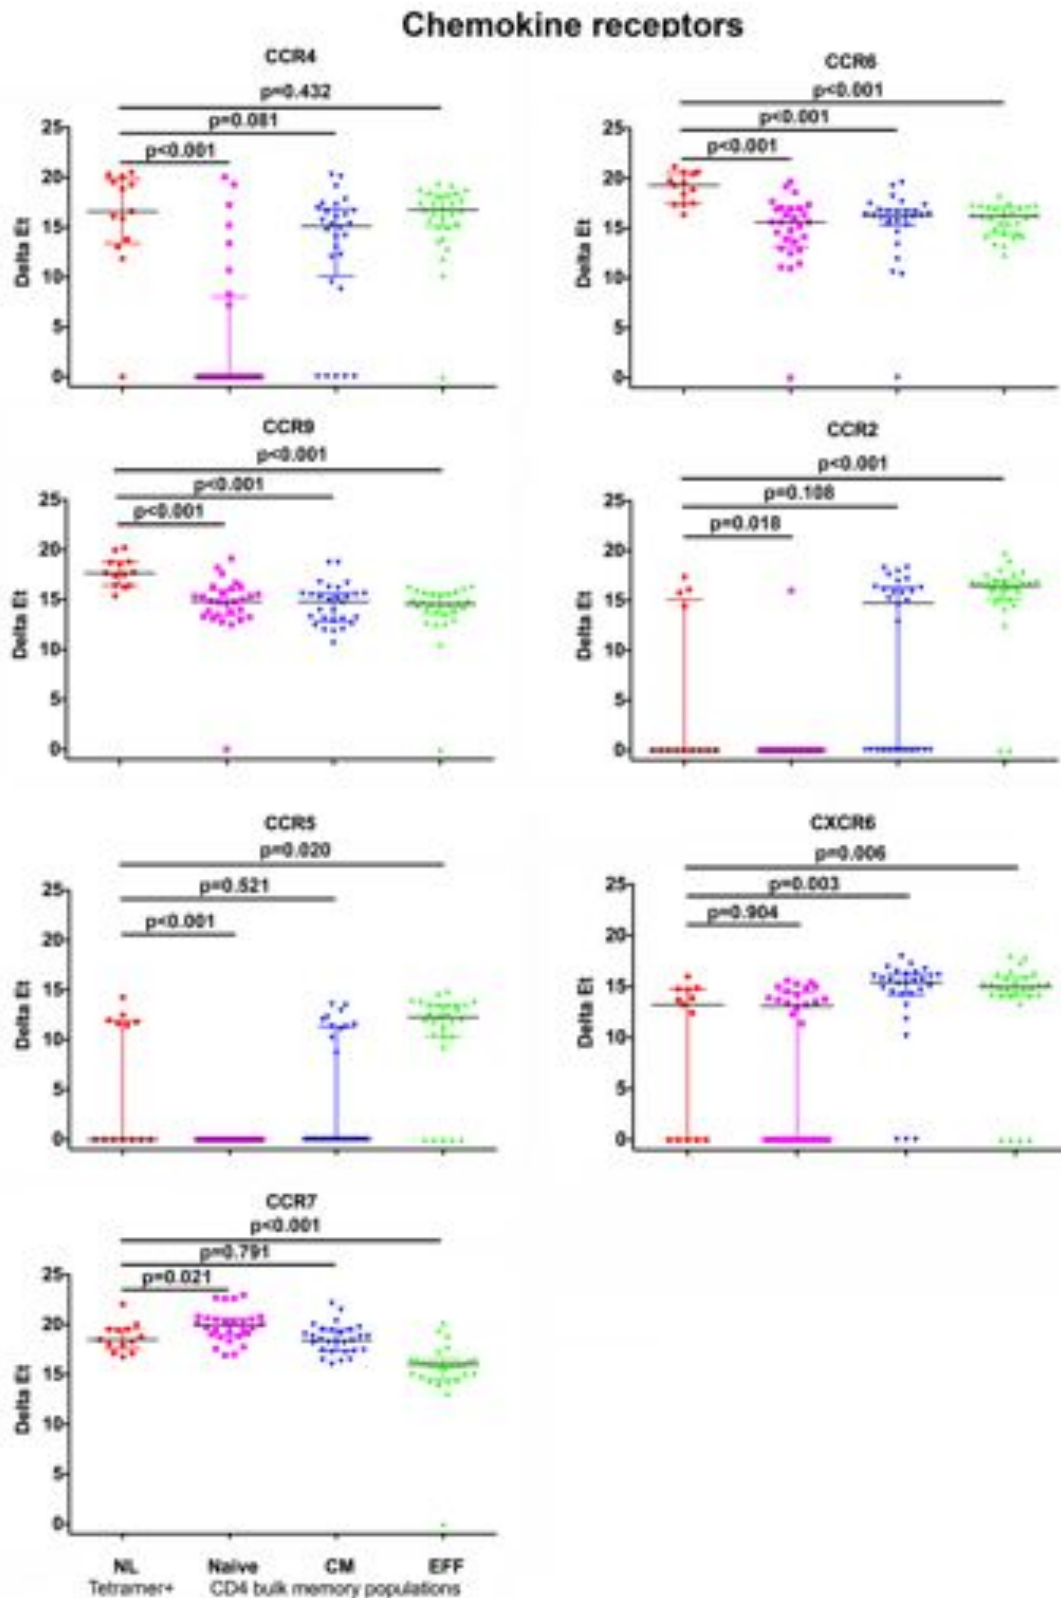 Chemokine receptors
CCR4
p=0.432
p=0.081
p<0.001
25
20
15
10
5
0
Delta Et
CCR6
p<0.001
p<0.001
p<0.001
25
20
15
10
5
0
Delta Et
CCR9
p<0.001
p<0.001
p<0.001
25
20
15
10
5
0
Delta Et
CCR2
p<0.001
p=0.108
p=0.018
25
20
15
10
5
0
Delta Et
CCR5
p=0.020
p=0.521
p<0.001
25
20
15
10
5
0
Delta Et
CXCR6
p=0.006
p=0.003
p=0.904
25
20
15
10
5
0
Delta Et
CCR7
p<0.001
p=0.791
p=0.021
25
20
15
10
5
0
Delta Et
NL Naive CM EFF
Tetramer+ CD4 bulk memory populations